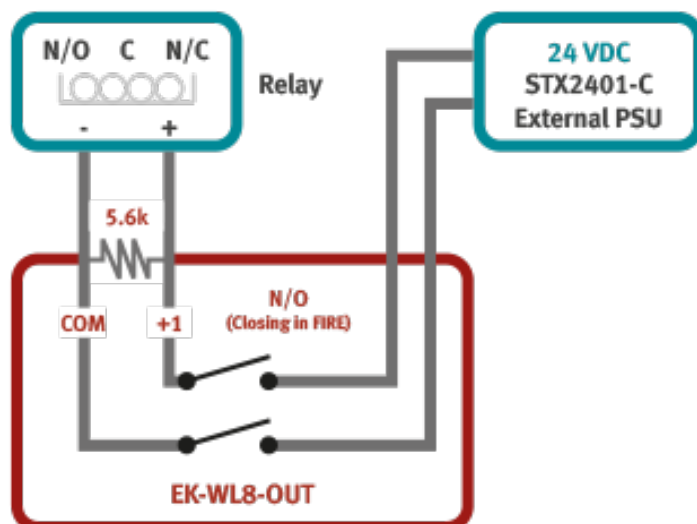 N/O C N/C
- +
Relay
24 VDC
STX2401-C
External PSU
5.6k
COM +1
N/O
(Closing in FIRE)
EK-WL8-OUT